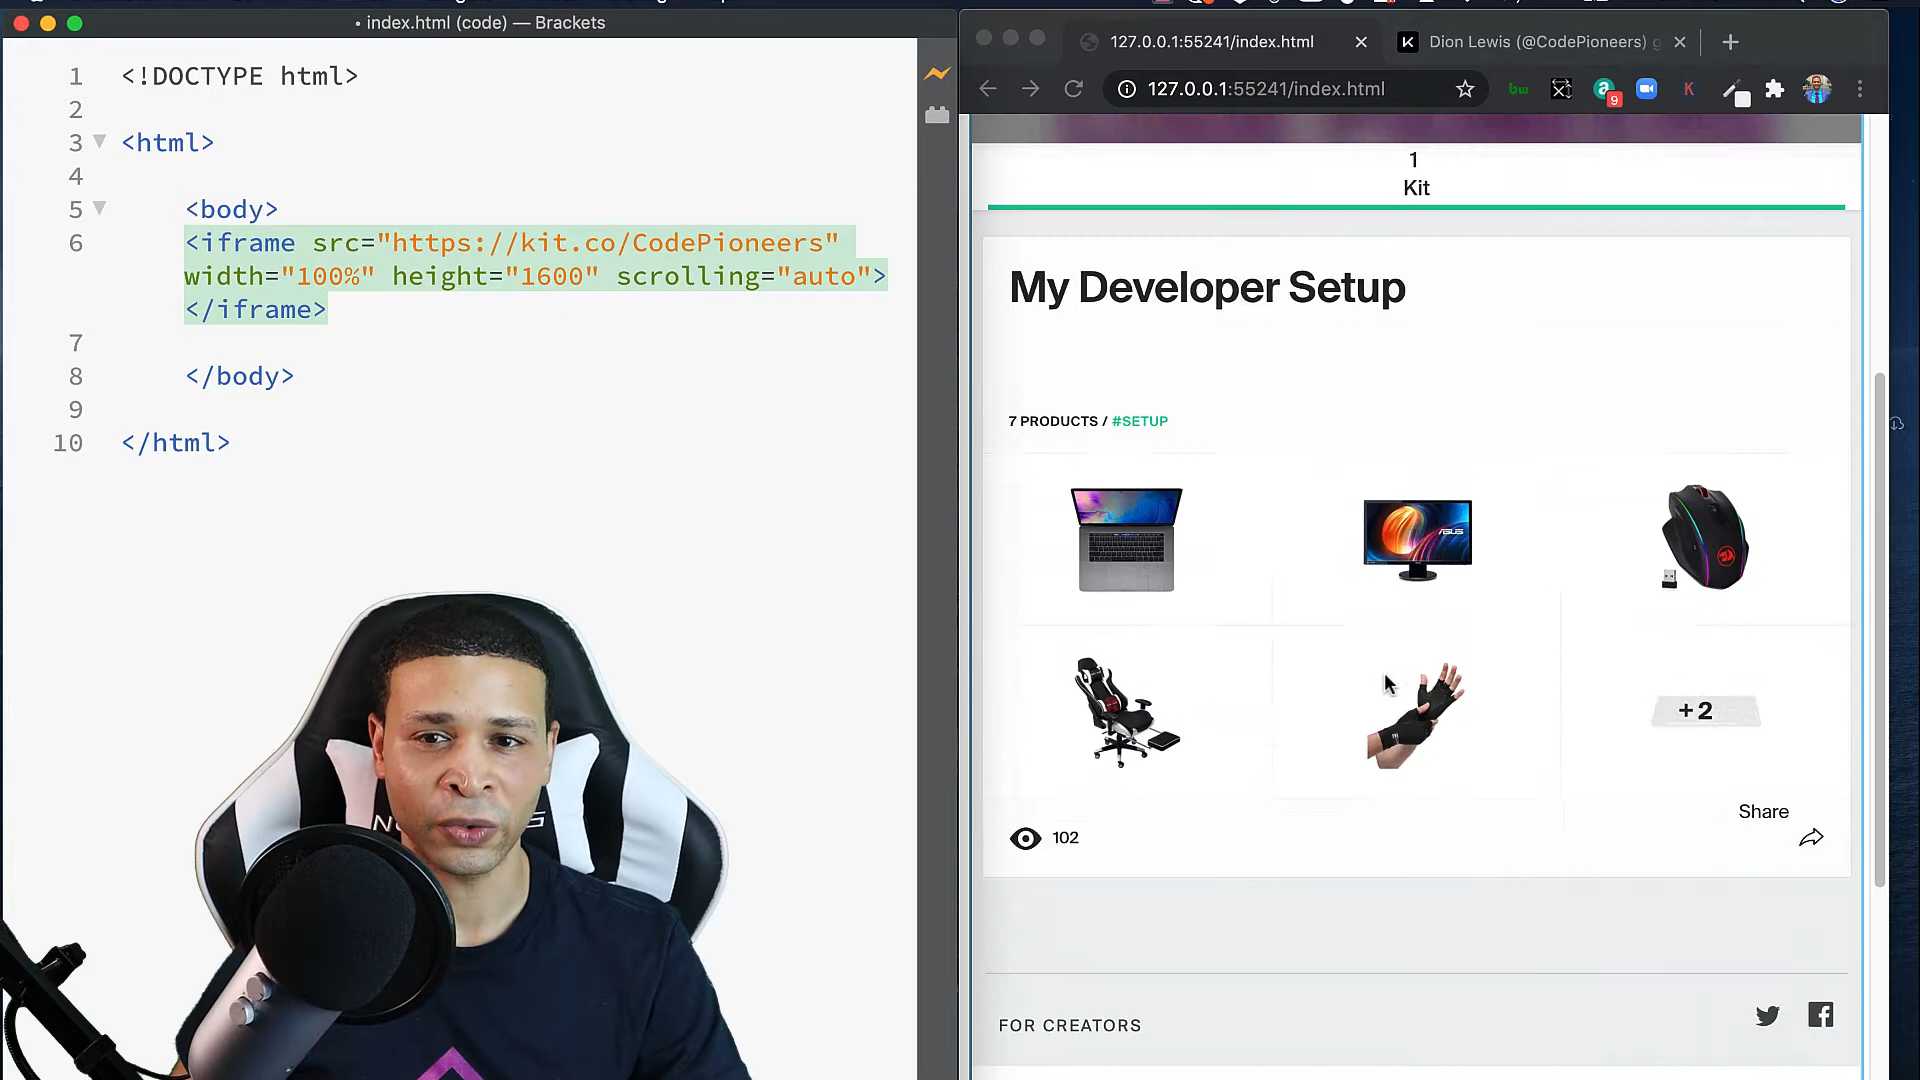 • index.html (code) — Brackets
1 <!DOCTYPE html>
2
3 <html>
4
5 <body>
6 <iframe src="https://kit.co/CodePioneers"
width="100%" height="1600" scrolling="auto">
</iframe>
7
8 </body>
9
10 </html>
127.0.0.1:55241/index.html
K Dion Lewis (@CodePioneers) g
127.0.0.1:55241/index.html
bw
a
9
K
1
Kit
My Developer Setup
7 PRODUCTS / #SETUP
ASUS
+2
Share
102
FOR CREATORS